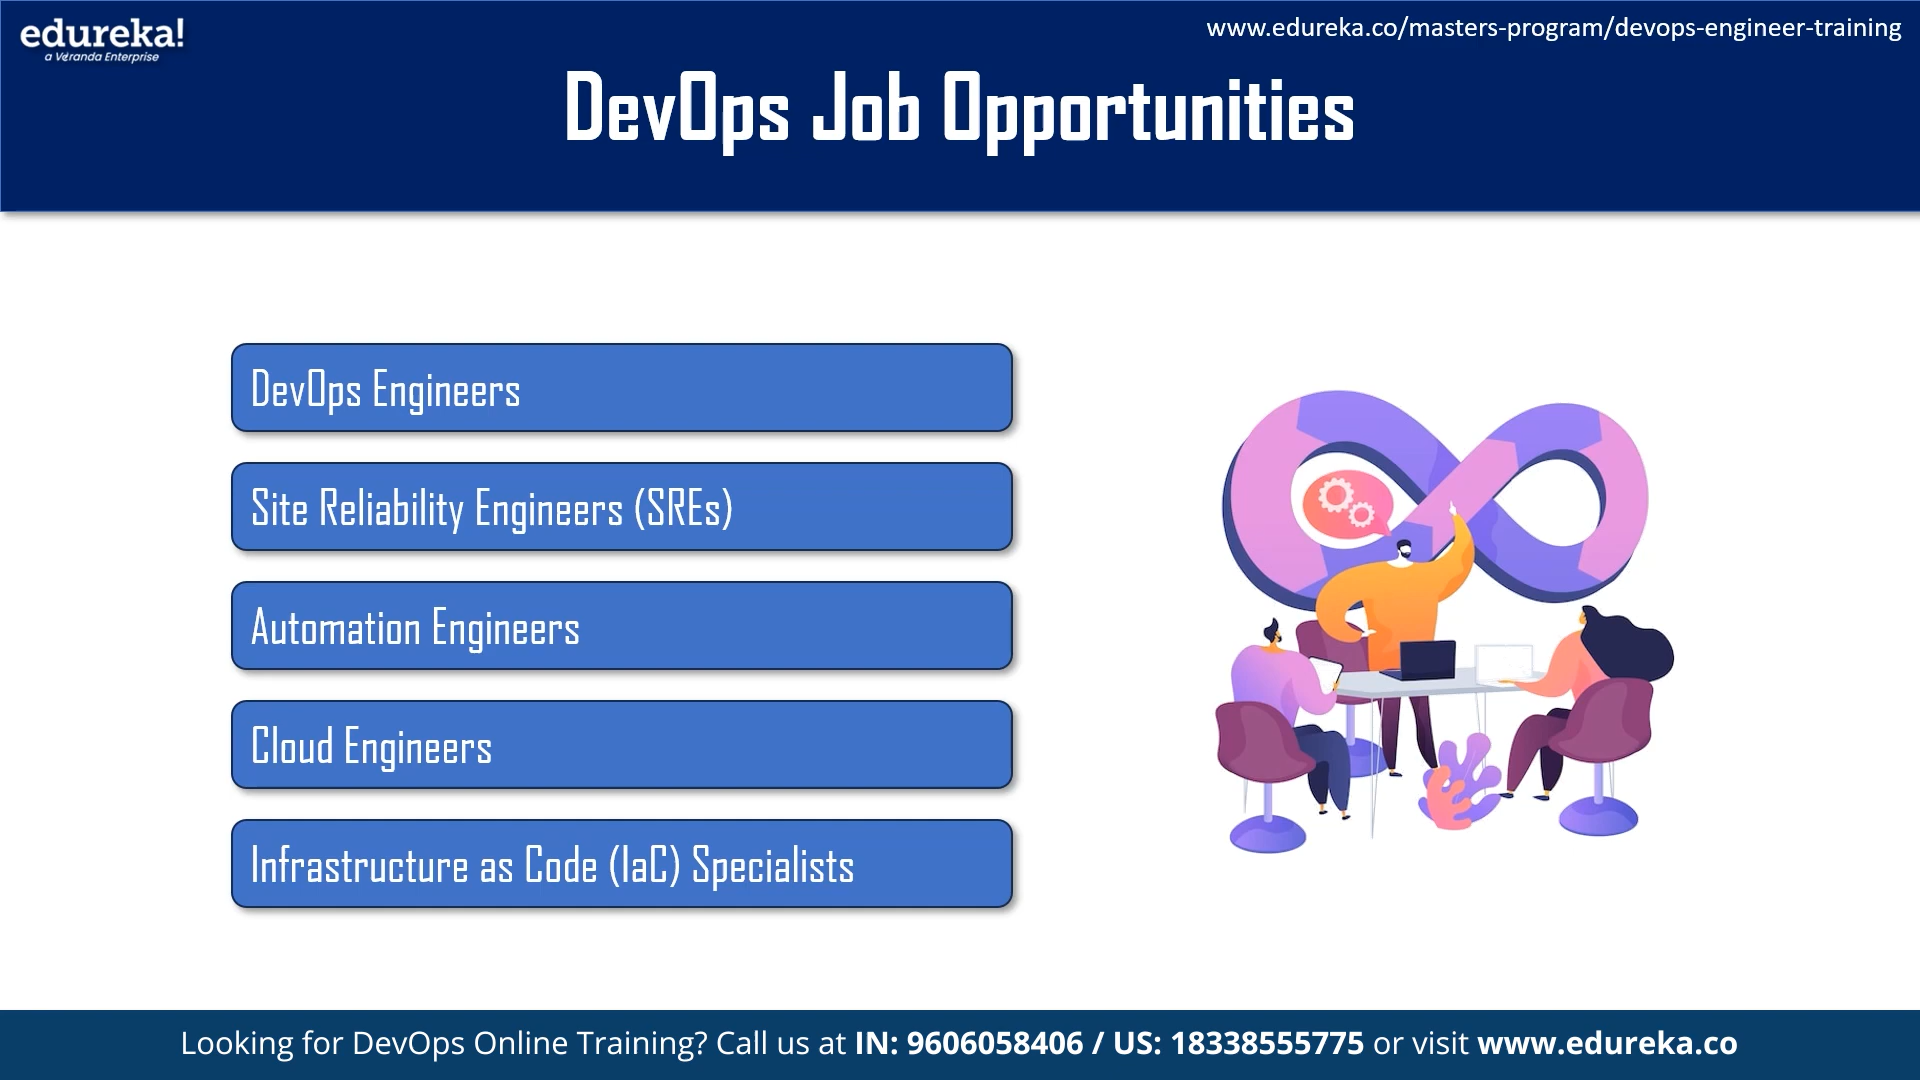 edureka!
a Veranda Enterprise
www.edureka.co/masters-program/devops-engineer-training
DevOps Job Opportunities
DevOps Engineers
Site Reliability Engineers (SREs)
Automation Engineers
Cloud Engineers
Infrastructure as Code (IaC) Specialists
Looking for DevOps Online Training? Call us at IN: 9606058406 / US: 18338555775 or visit www.edureka.co